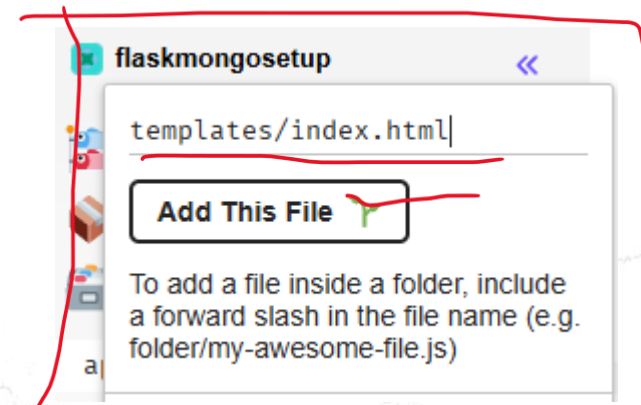 flaskmongosetup
templates/index.html
Add This File
To add a file inside a folder, include
a forward slash in the file name (e.g.
folder/my-awesome-file.js)